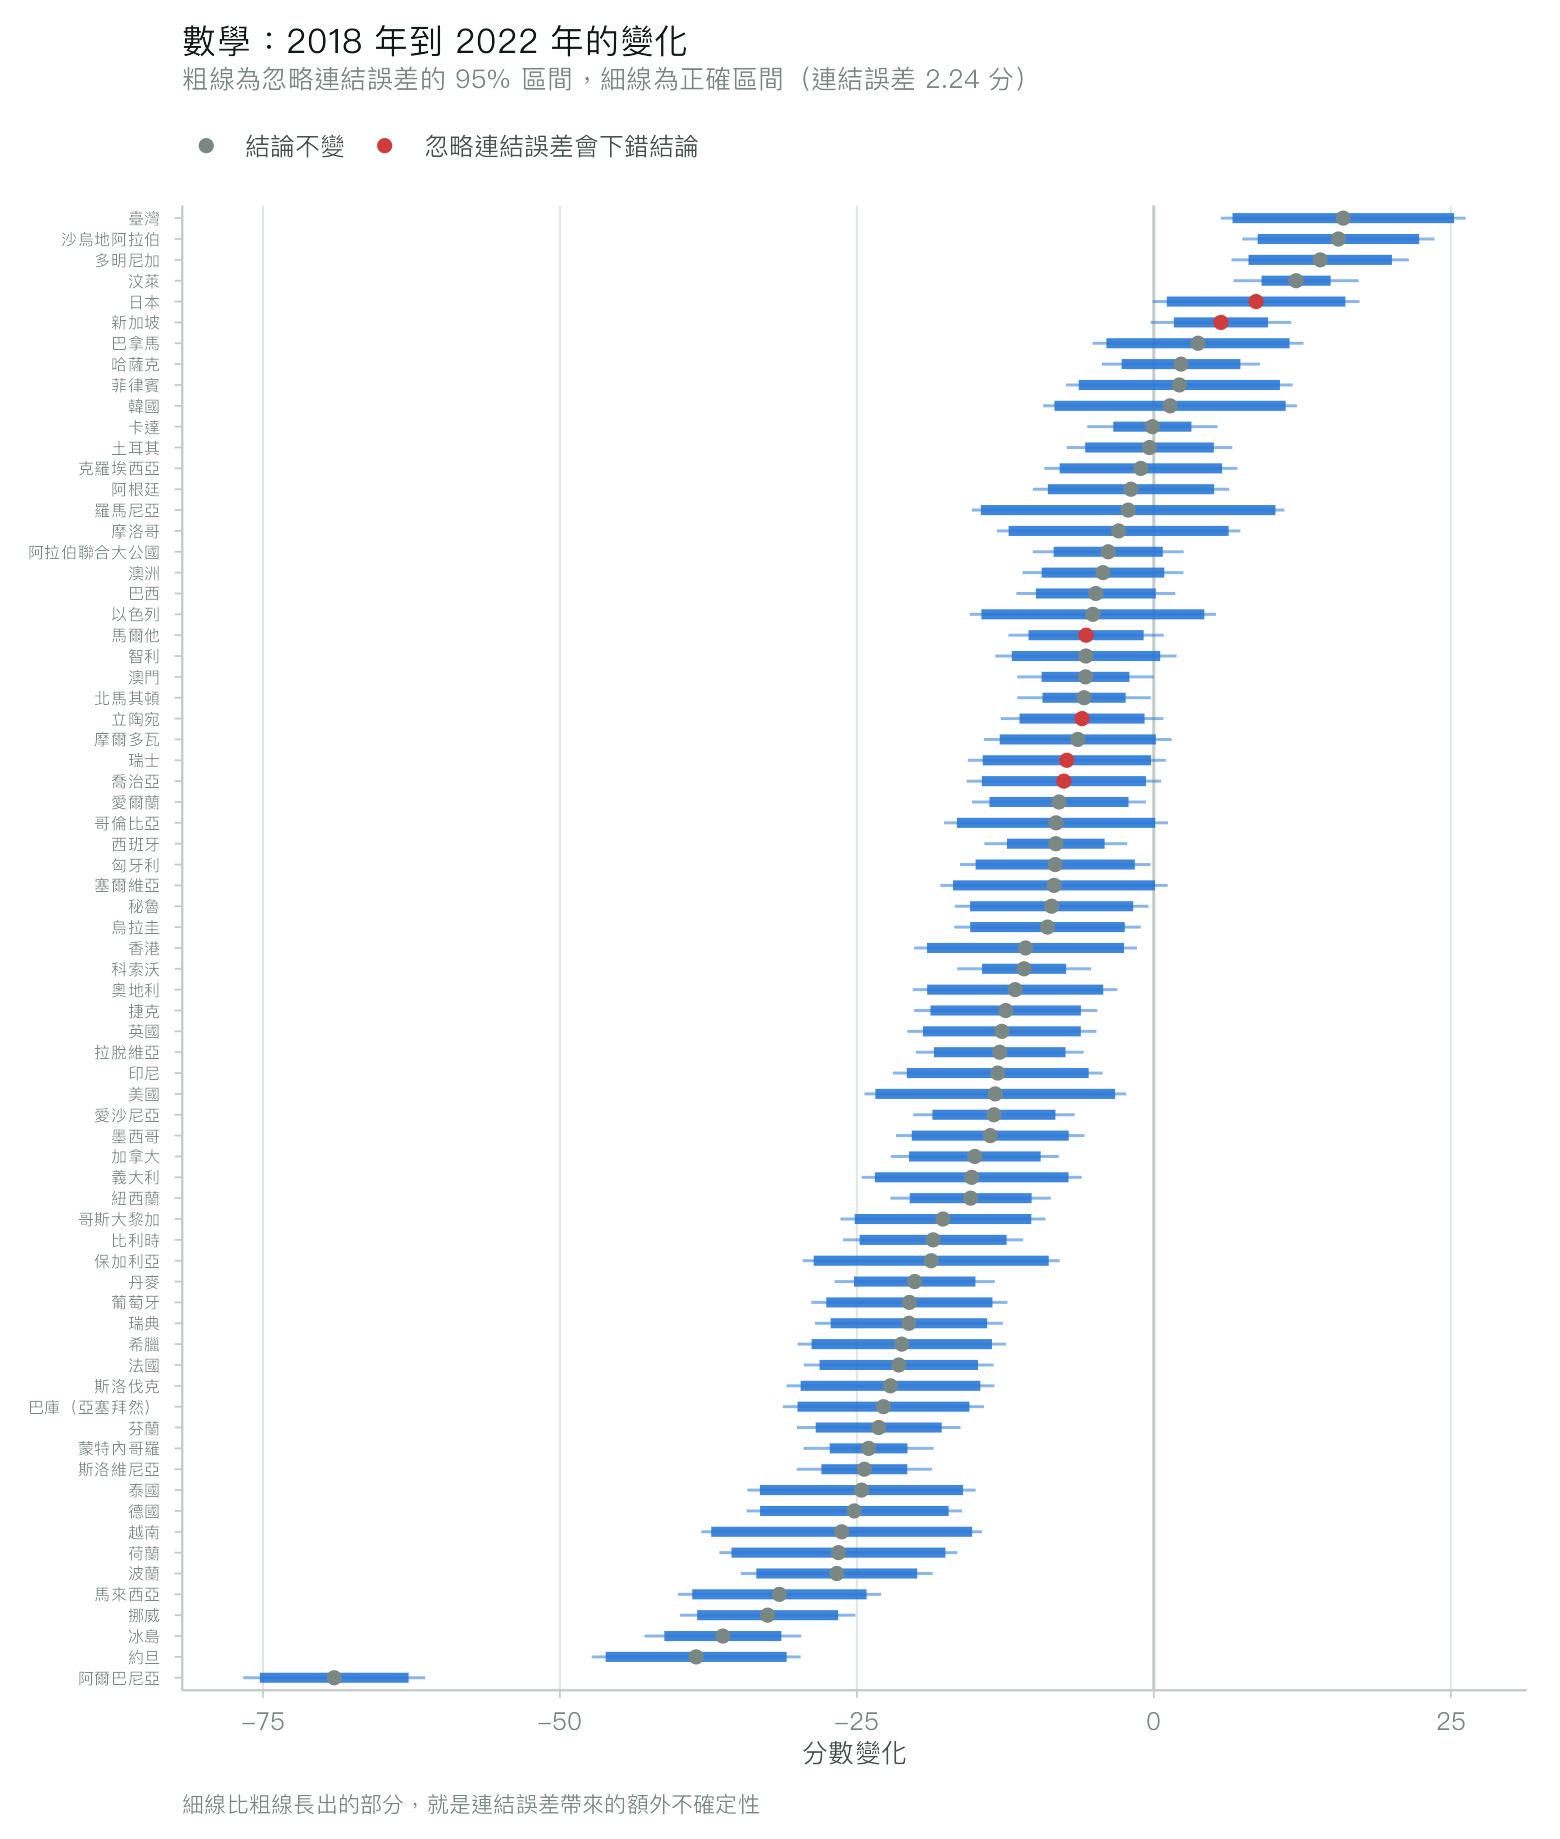 數學：2018 年到 2022 年的變化
粗線為忽略連結誤差的 95% 區間，細線為正確區間（連結誤差 2.24 分）
結論不變
忽略連結誤差會下錯結論
臺灣
沙烏地阿拉伯
多明尼加
汶萊
日本
新加坡
巴拿馬
哈薩克
菲律賓
韓國
卡達
土耳其
克羅埃西亞
阿根廷
羅馬尼亞
摩洛哥
阿拉伯聯合大公國
澳洲
巴西
以色列
馬爾他
智利
澳門
北馬其頓
立陶宛
摩爾多瓦
瑞士
喬治亞
愛爾蘭
哥倫比亞
西班牙
匈牙利
塞爾維亞
秘魯
烏拉圭
香港
科索沃
奧地利
捷克
英國
拉脫維亞
印尼
美國
愛沙尼亞
墨西哥
加拿大
義大利
紐西蘭
哥斯大黎加
比利時
保加利亞
丹麥
葡萄牙
瑞典
希臘
法國
斯洛伐克
巴庫（亞塞拜然）
芬蘭
蒙特內哥羅
斯洛維尼亞
泰國
德國
越南
荷蘭
波蘭
馬來西亞
挪威
冰島
約旦
阿爾巴尼亞
−75
−50
−25
0
25
分數變化
細線比粗線長出的部分，就是連結誤差帶來的額外不確定性